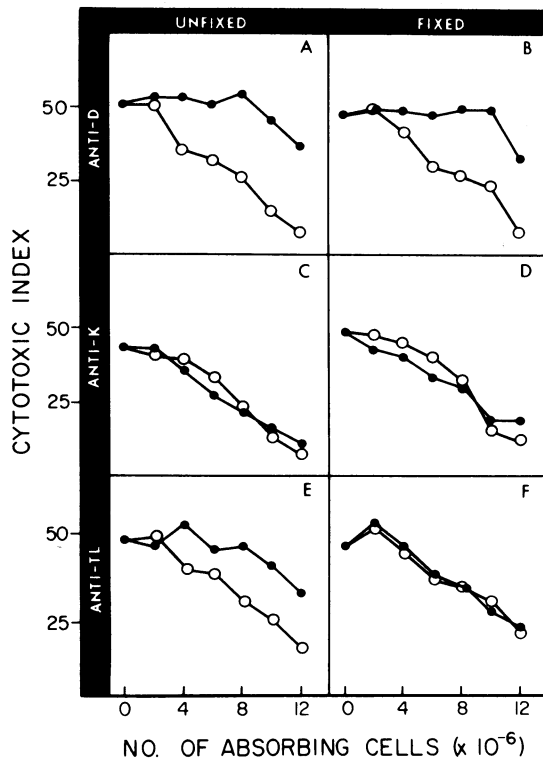 UNFIXED FIXED
A B
50
25
ANTI-D
C D
50
25
ANTI-K
E F
50
25
ANTI-TL
CYTOTOXIC INDEX
0 4 8 12 0 4 8 12
NO. OF ABSORBING CELLS (x 10⁻⁶)